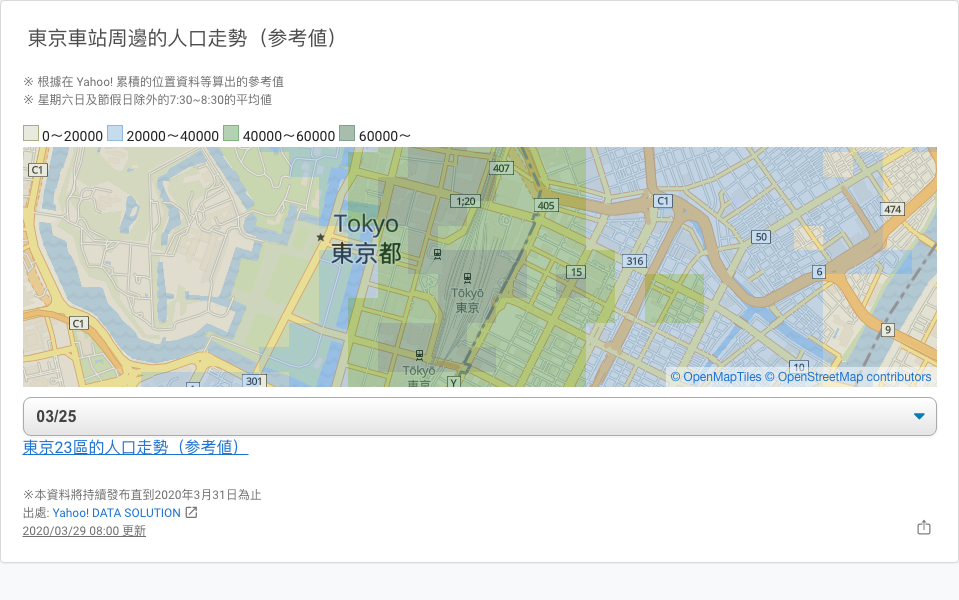 東京車站周邊的人口走勢（參考值）
※ 根據在 Yahoo! 累積的位置資料等算出的參考值
※ 星期六日及節假日除外的7:30~8:30的平均値
0～20000 20000～40000 40000～60000 60000～
C1
407
1;20
405
C1
474
Tokyo
東京都
50
316
15
6
Tōkyō
東京
C1
9
Tōkyō
東京
301
Y
10
© OpenMapTiles © OpenStreetMap contributors
03/25
東京23區的人口走勢（參考值）
※本資料將持續發布直到2020年3月31日為止
出處: Yahoo! DATA SOLUTION
2020/03/29 08:00 更新